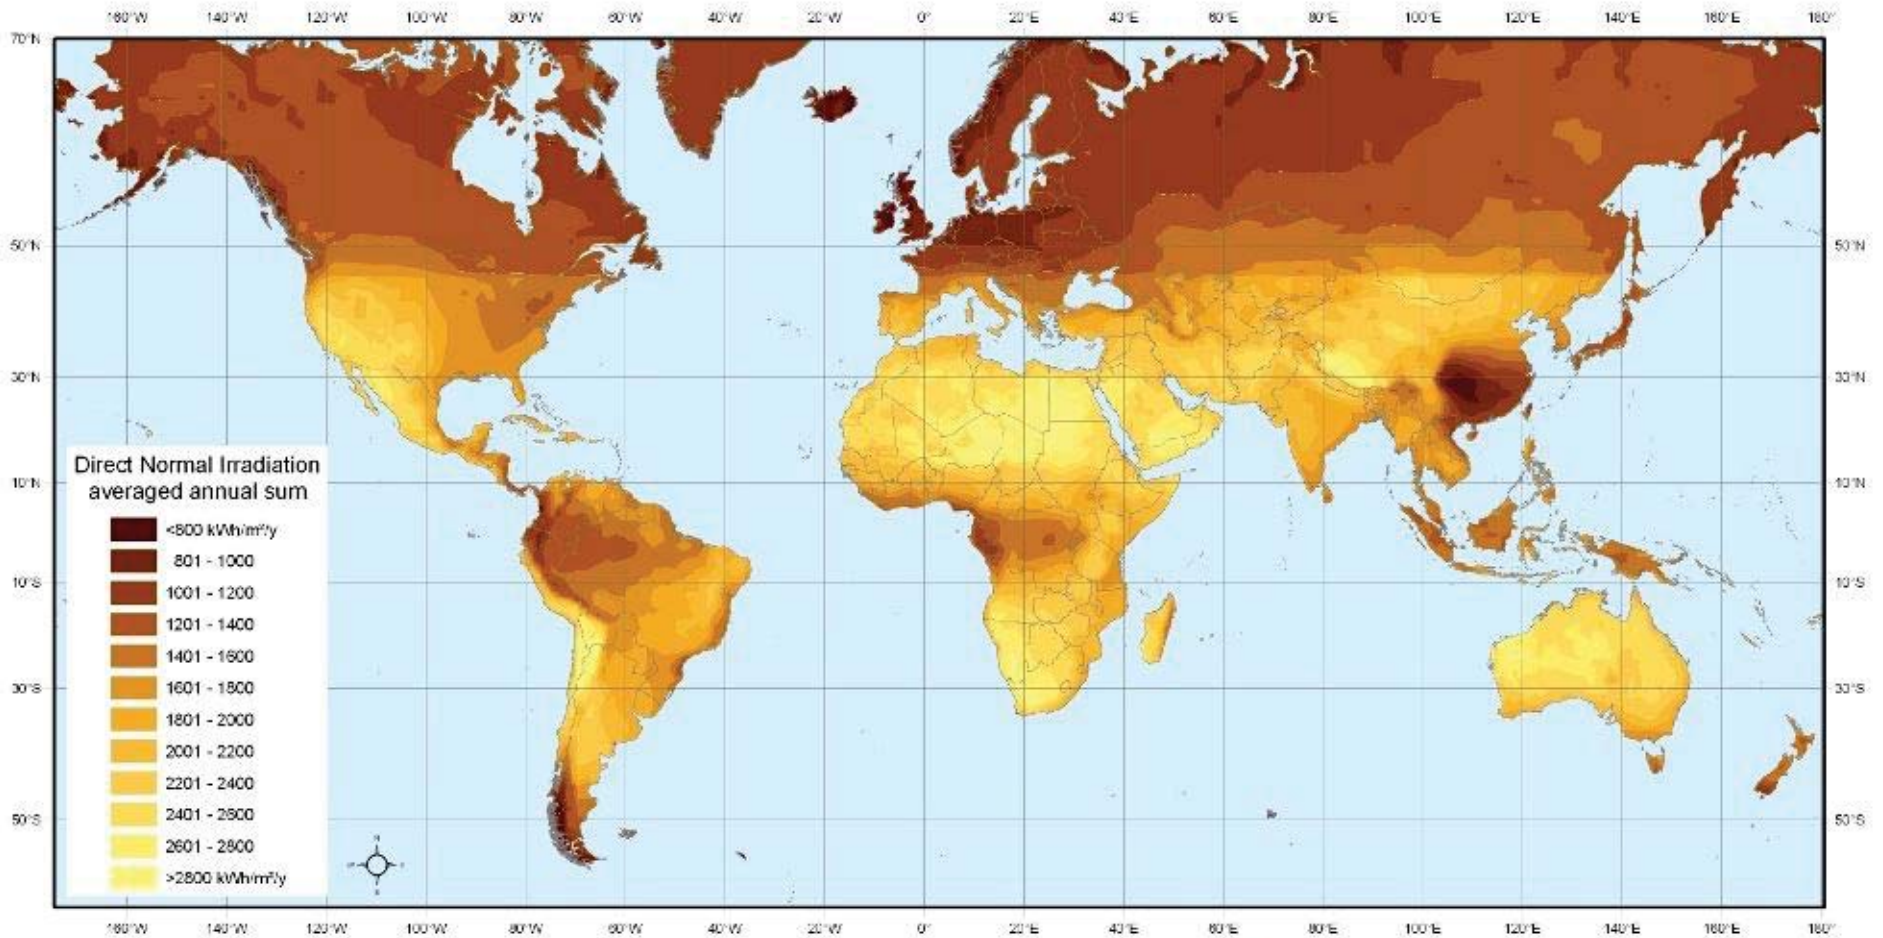 160°W 140°W 120°W 100°W 80°W 60°W 40°W 20°W 0° 20°E 40°E 60°E 80°E 100°E 120°E 140°E 160°E 180°
70°N
50°N 50°N
30°N 30°N
Direct Normal Irradiation
averaged annual sum
10°N 10°N
<800 kWh/m²/y
801 - 1000
10°S 10°S
1001 - 1200
1201 - 1400
1401 - 1600
1601 - 1800
30°S 30°S
1801 - 2000
2001 - 2200
2201 - 2400
2401 - 2600
50°S 50°S
2601 - 2800
>2800 kWh/m²/y
160°W 140°W 120°W 100°W 80°W 60°W 40°W 20°W 0° 20°E 40°E 60°E 80°E 100°E 120°E 140°E 160°E 180°